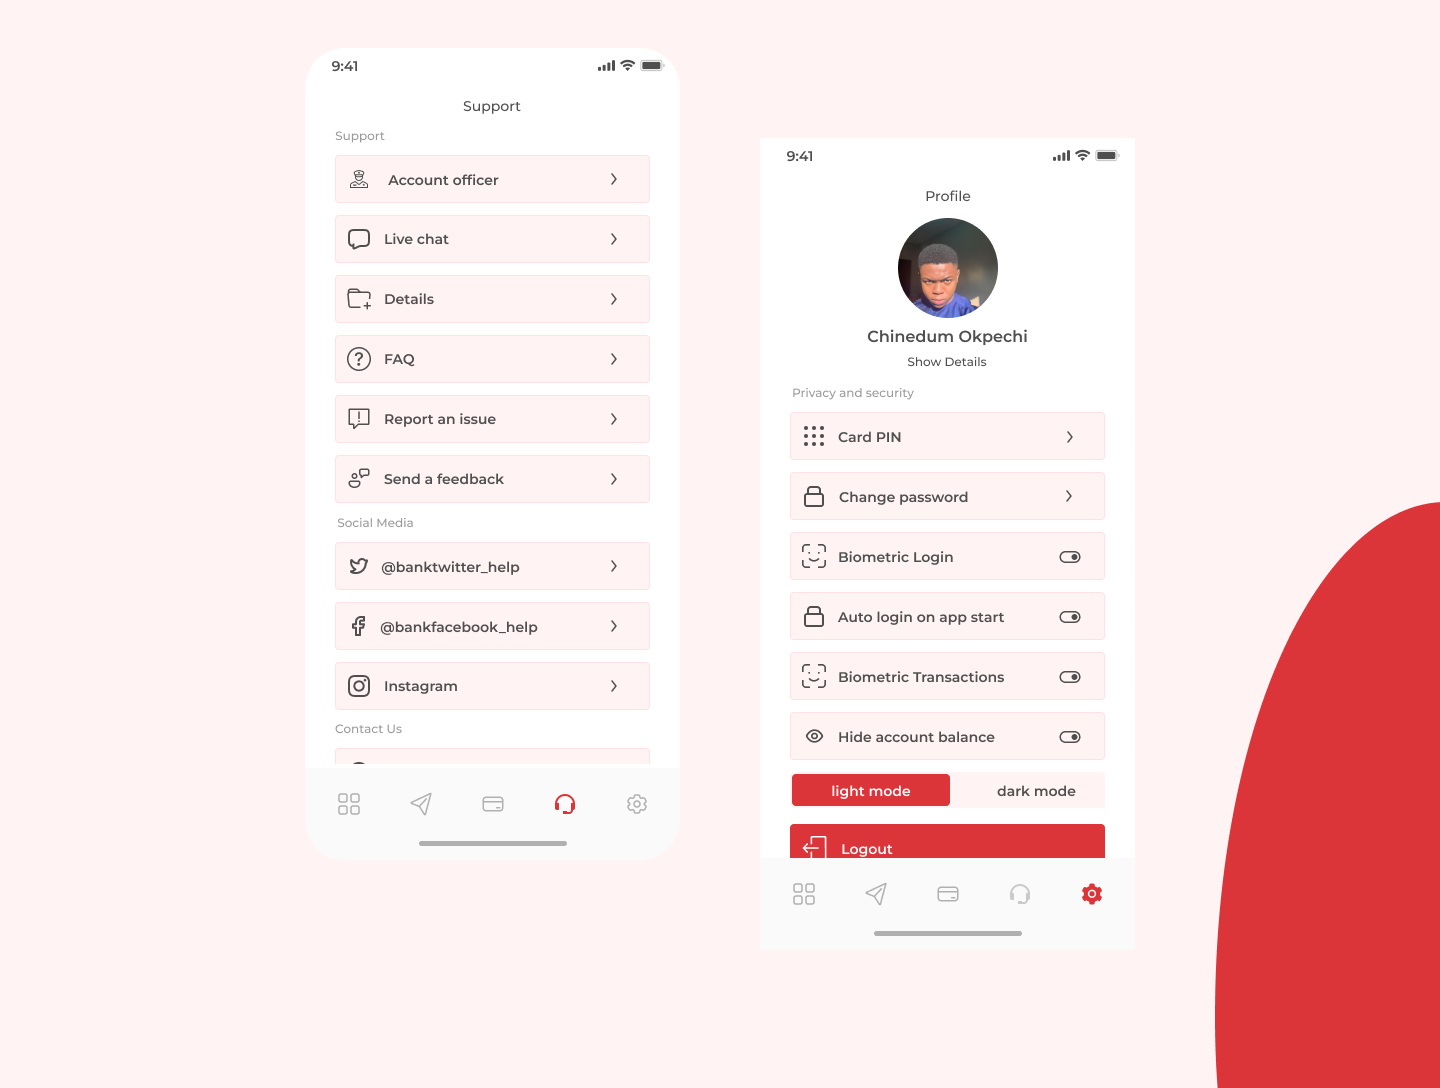 9:41
Support
Support
Account officer
Live chat
Details
FAQ
Report an issue
Send a feedback
Social Media
@banktwitter_help
@bankfacebook_help
Instagram
Contact Us
9:41
Profile
Chinedum Okpechi
Show Details
Privacy and security
Card PIN
Change password
Biometric Login
Auto login on app start
Biometric Transactions
Hide account balance
light mode
dark mode
Logout